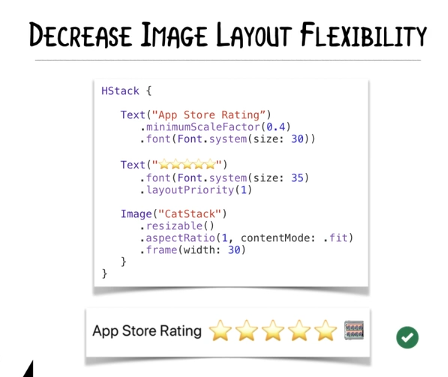 DECREASE IMAGE LAYOUT FLEXIBILITY
HStack {
Text("App Store Rating”)
.minimumScaleFactor(0.4)
.font(Font.system(size: 30))
Text("⭐️⭐️⭐️⭐️⭐️")
.font(Font.system(size: 35)
.layoutPriority(1)
Image("CatStack")
.resizable()
.aspectRatio(1, contentMode: .fit)
.frame(width: 30)
}
}
App Store Rating ⭐️⭐️⭐️⭐️⭐️